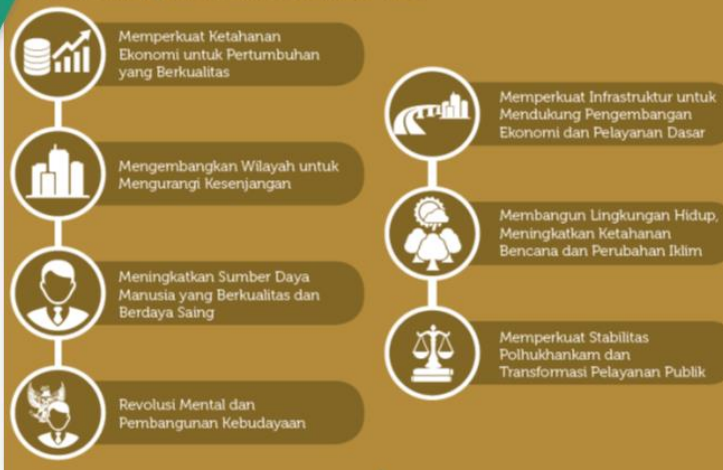 Memperkuat Ketahanan
Ekonomi untuk Pertumbuhan
yang Berkualitas
Mengembangkan Wilayah untuk
Mengurangi Kesenjangan
Meningkatkan Sumber Daya
Manusia yang Berkualitas dan
Berdaya Saing
Revolusi Mental dan
Pembangunan Kebudayaan
Memperkuat Infrastruktur untuk
Mendukung Pengembangan
Ekonomi dan Pelayanan Dasar
Membangun Lingkungan Hidup,
Meningkatkan Ketahanan
Bencana dan Perubahan Iklim
Memperkuat Stabilitas
Polhukhankam dan
Transformasi Pelayanan Publik